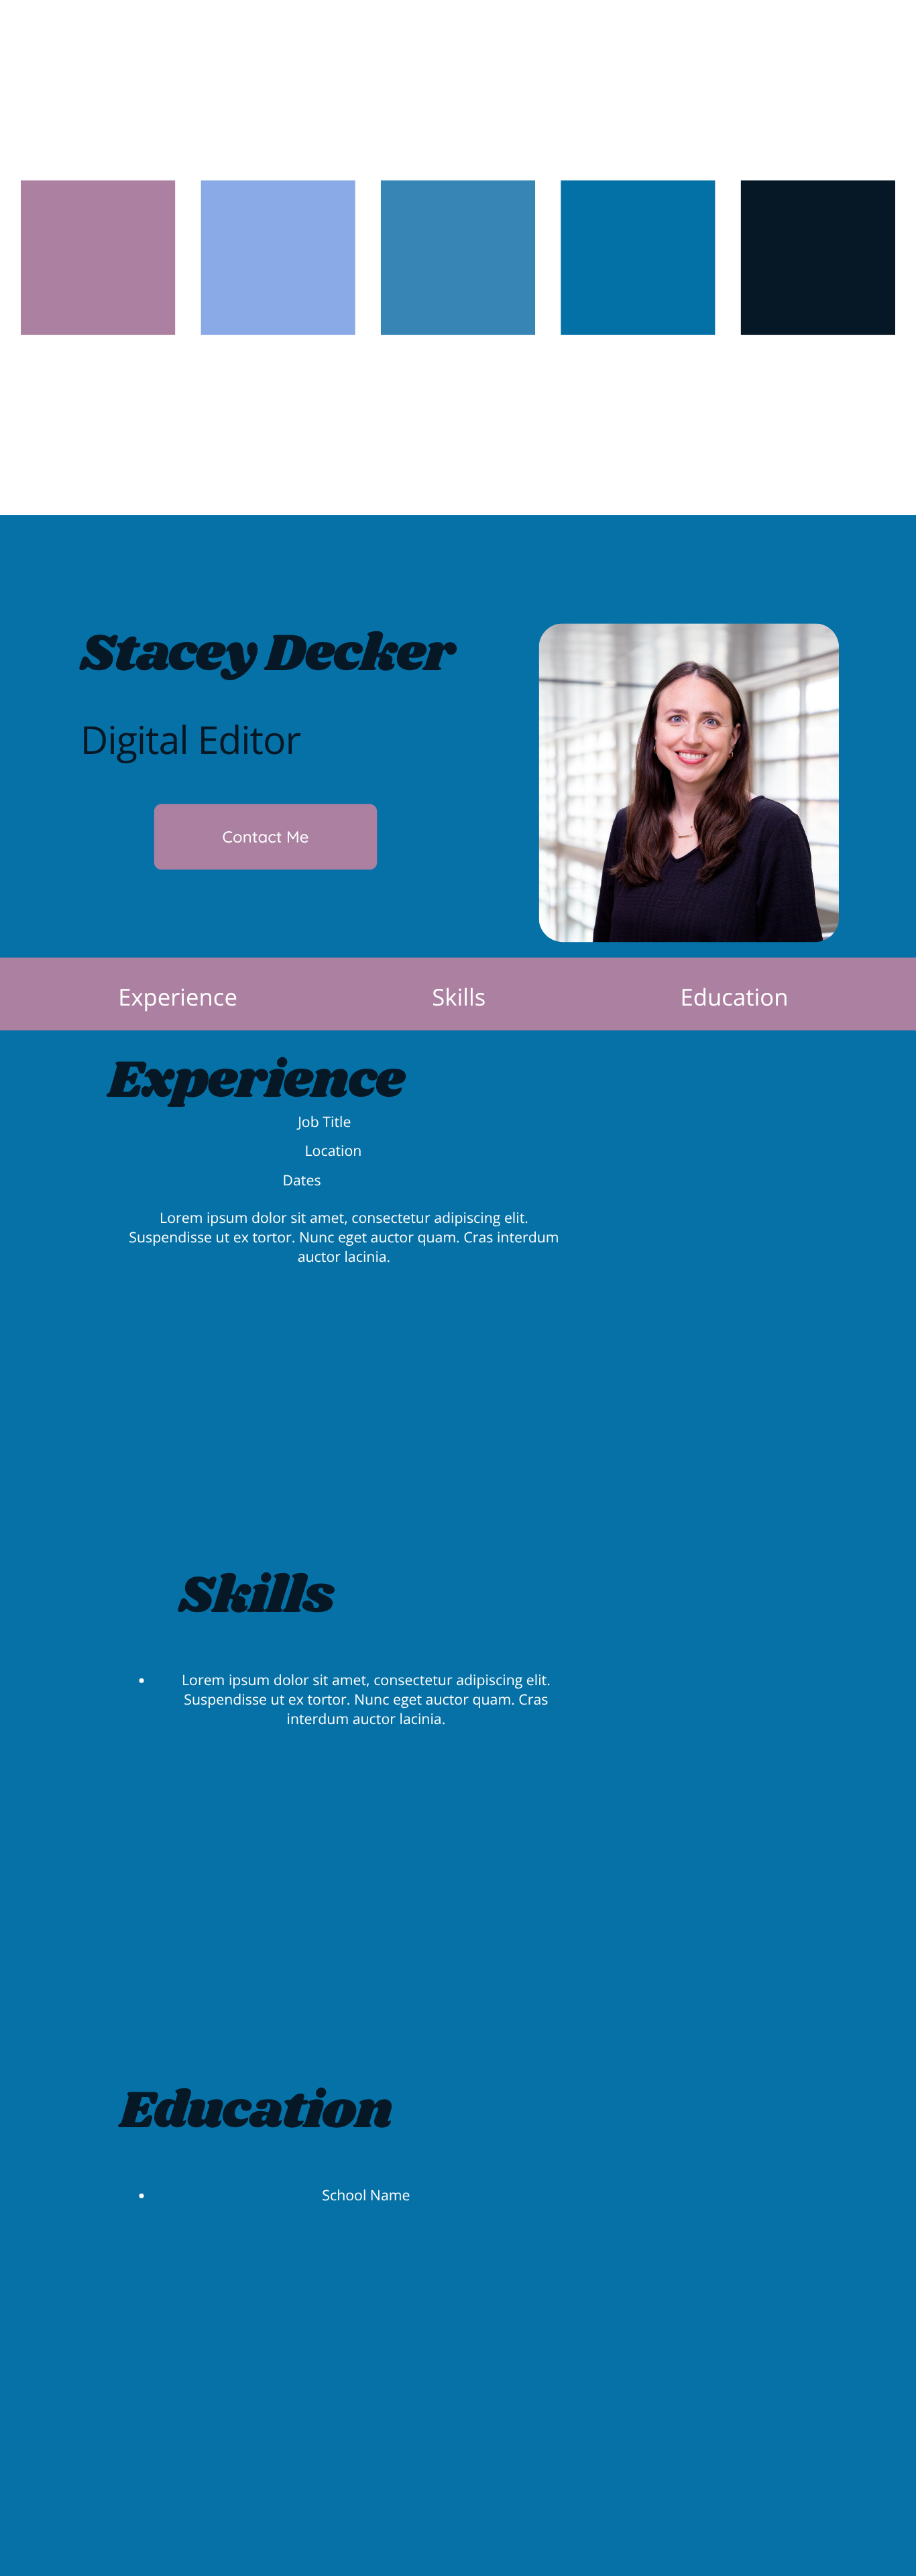 Stacey Decker
Digital Editor
Contact Me
Experience
Skills
Education
Experience
Job Title
Location
Dates
Lorem ipsum dolor sit amet, consectetur adipiscing elit.
Suspendisse ut ex tortor. Nunc eget auctor quam. Cras interdum
auctor lacinia.
Skills
• Lorem ipsum dolor sit amet, consectetur adipiscing elit.
Suspendisse ut ex tortor. Nunc eget auctor quam. Cras
interdum auctor lacinia.
Education
• School Name